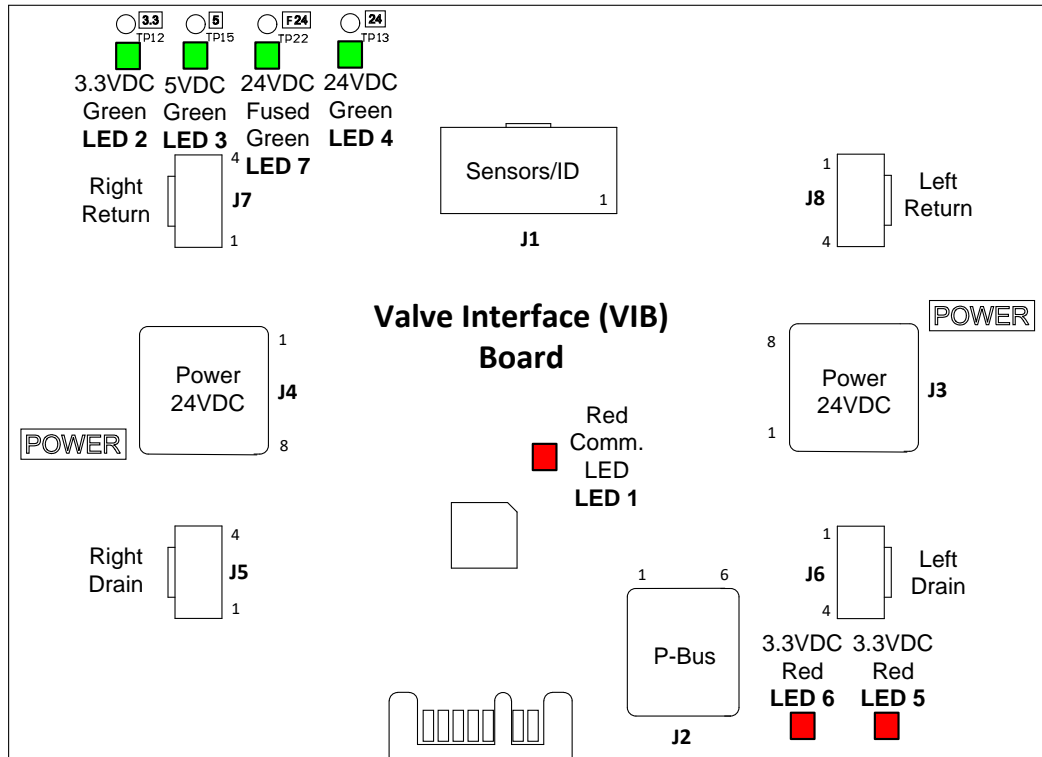 3.3
5
F 24
24
TP12
TP15
TP22
TP13
3.3VDC
Green
LED 2
5VDC
Green
LED 3
24VDC
Fused
Green
LED 7
24VDC
Green
LED 4
Right
Return
4
J7
1
Sensors/ID
1
J1
1
J8
4
Left
Return
Valve Interface (VIB)
Board
POWER
Power
24VDC
1
J4
8
POWER
8
1
Power
24VDC
J3
Red
Comm.
LED
LED 1
Right
Drain
4
J5
1
1
J6
4
Left
Drain
1 6
P-Bus
J2
3.3VDC
Red
LED 6
3.3VDC
Red
LED 5